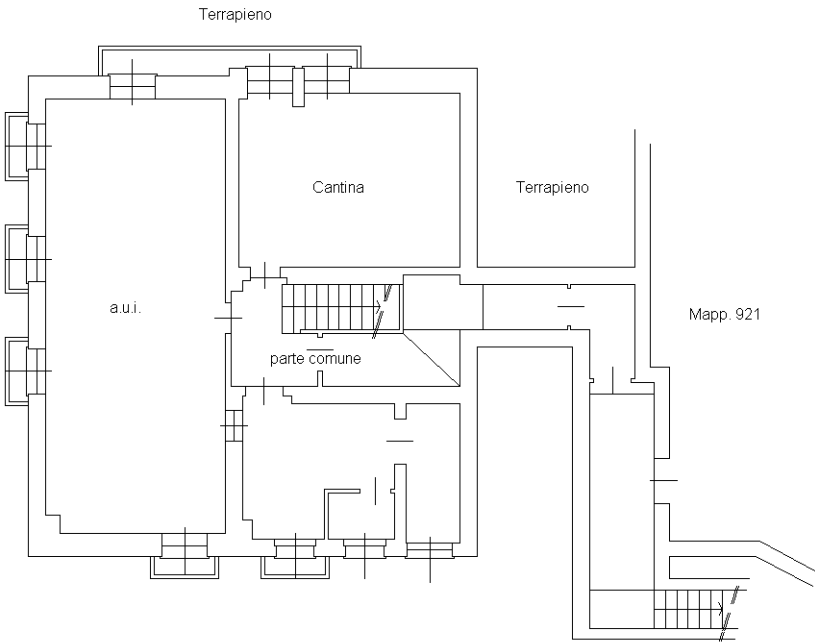 Terrapieno
Cantina
Terrapieno
a.u.i.
Mapp. 921
parte comune